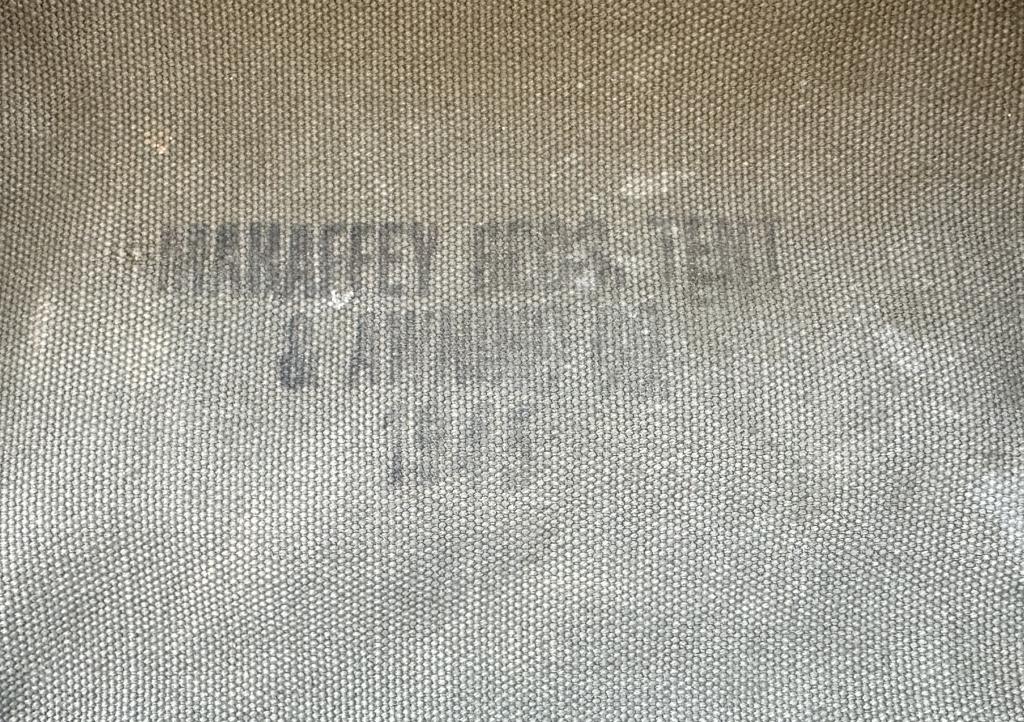 MAHAFFEY BROS. TENT
& AWNING CO.